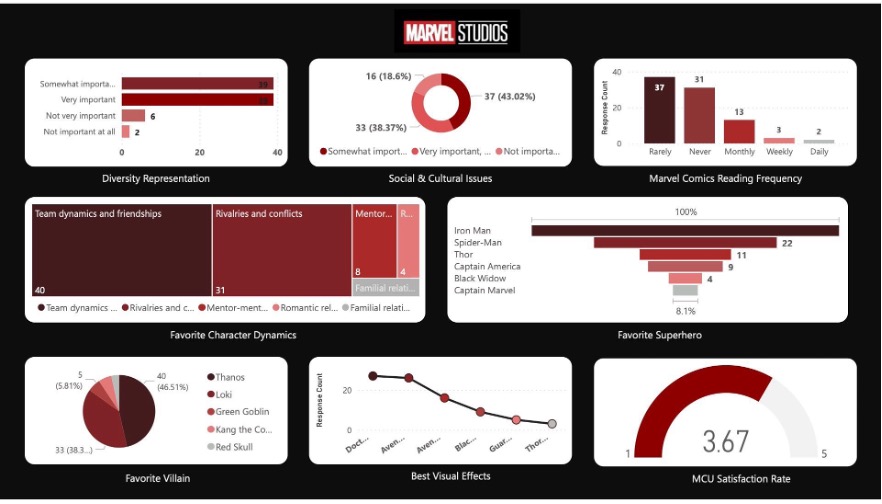 MARVEL STUDIOS
Somewhat importa...
39
Very important
39
Not very important
6
Not important at all
2
0 20 40
Diversity Representation
16 (18.6%)
37 (43.02%)
33 (38.37%)
Somewhat import... Very important, ... Not importa...
Social & Cultural Issues
Response Count
40
20
0
37
31
13
3
2
Rarely Never Monthly Weekly Daily
Marvel Comics Reading Frequency
Team dynamics and friendships
40
Rivalries and conflicts
31
Mentor...
8
R...
4
Familial relati...
Team dynamics ... Rivalries and c... Mentor-ment... Romantic rel... Familial relati...
Favorite Character Dynamics
100%
Iron Man
Spider-Man 22
Thor 11
Captain America 9
Black Widow 4
Captain Marvel
8.1%
Favorite Superhero
5
(5.81%)
40
(46.51%)
33 (38.3...)
Thanos
Loki
Green Goblin
Kang the Co...
Red Skull
Favorite Villain
Response Count
20
0
Doct... Aven... Aven... Blac... Guar... Thor...
Best Visual Effects
3.67
1 5
MCU Satisfaction Rate